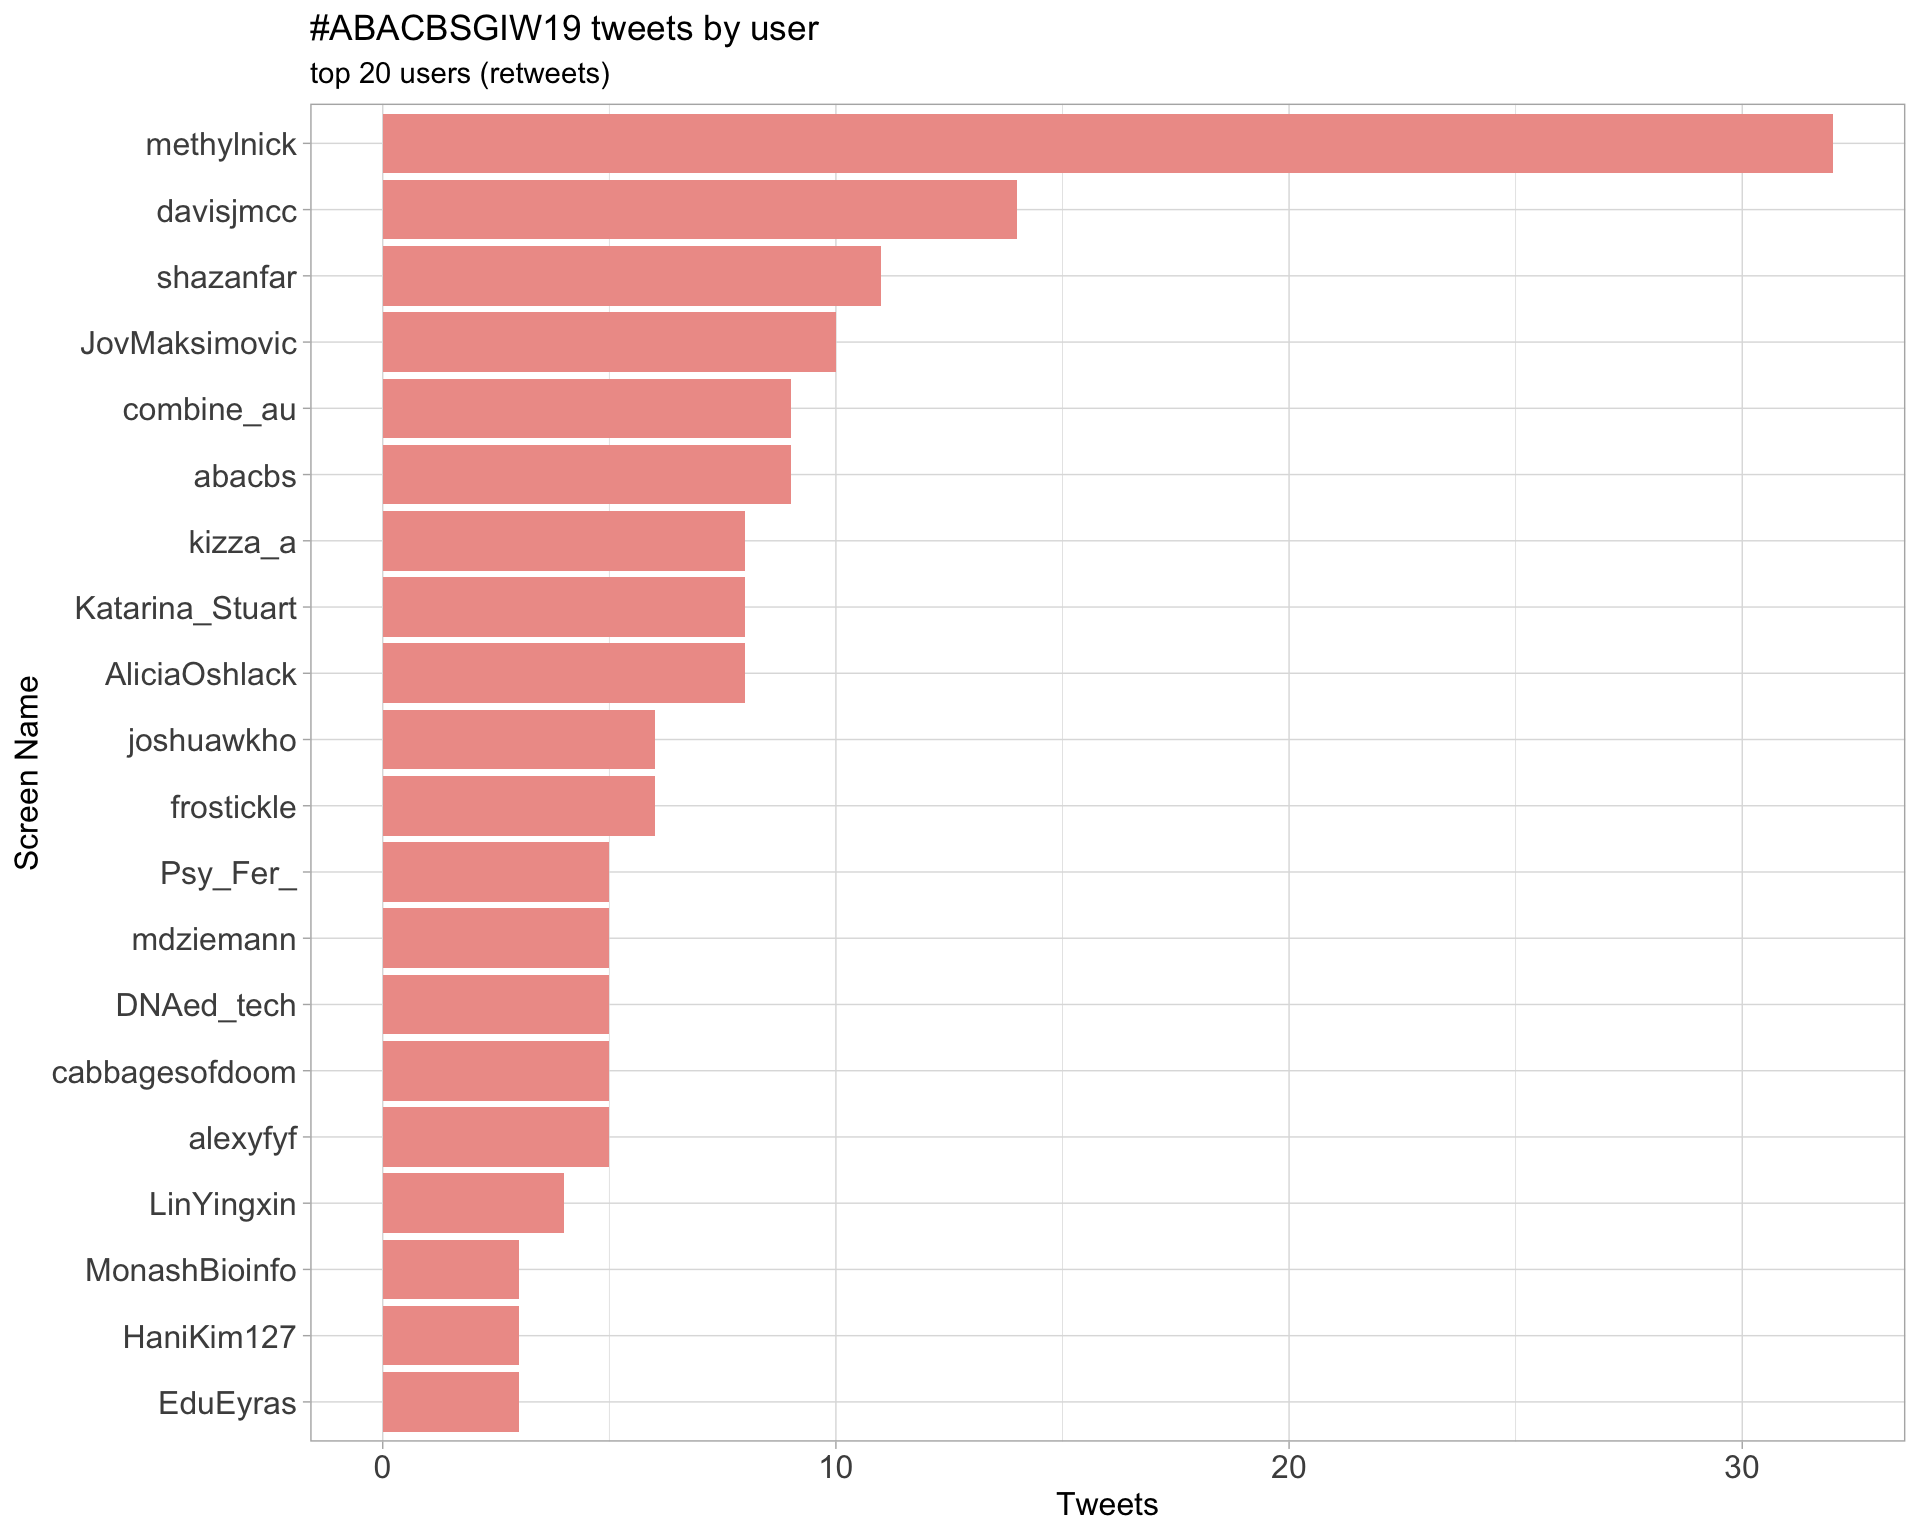 #ABACBSGIW19 tweets by user
top 20 users (retweets)
Screen Name
methylnick
davisjmcc
shazanfar
JovMaksimovic
combine_au
abacbs
kizza_a
Katarina_Stuart
AliciaOshlack
joshuawkho
frostickle
Psy_Fer_
mdziemann
DNAed_tech
cabbagesofdoom
alexyfyf
LinYingxin
MonashBioinfo
HaniKim127
EduEyras
0 10 20 30
Tweets